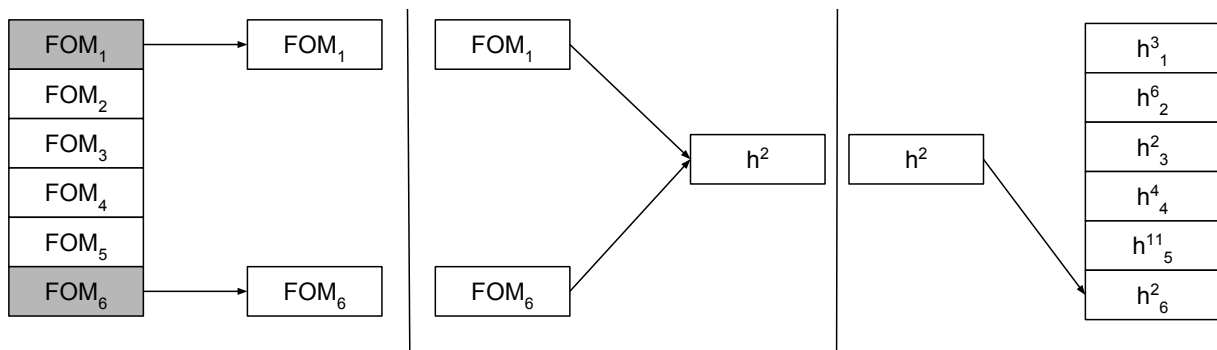 FOM₁
FOM₂
FOM₃
FOM₄
FOM₅
FOM₆
FOM₁
FOM₆
FOM₁
FOM₆
h²
h²
h³₁
h⁶₂
h²₃
h⁴₄
h¹¹₅
h²₆